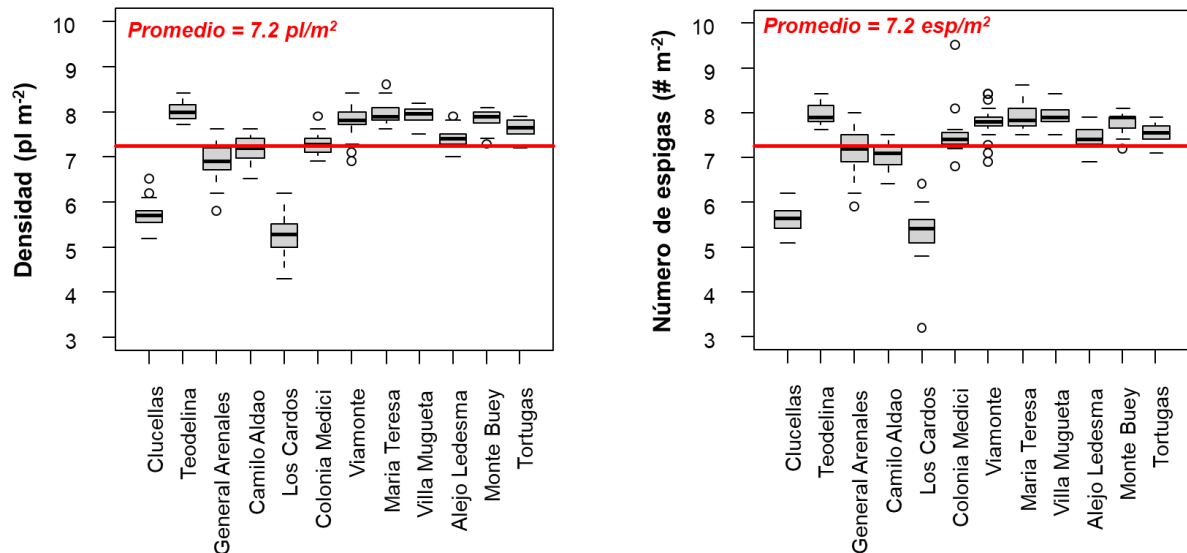 Promedio = 7.2 pl/m²
Densidad (pl m⁻²)
10
9
8
7
6
5
4
3
Clucellas
Teodelina
General Arenales
Camilo Aldao
Los Cardos
Colonia Medici
Viamonte
Maria Teresa
Villa Mugueta
Alejo Ledesma
Monte Buey
Tortugas
Promedio = 7.2 esp/m²
Número de espigas (# m⁻²)
10
9
8
7
6
5
4
3
Clucellas
Teodelina
General Arenales
Camilo Aldao
Los Cardos
Colonia Medici
Viamonte
Maria Teresa
Villa Mugueta
Alejo Ledesma
Monte Buey
Tortugas